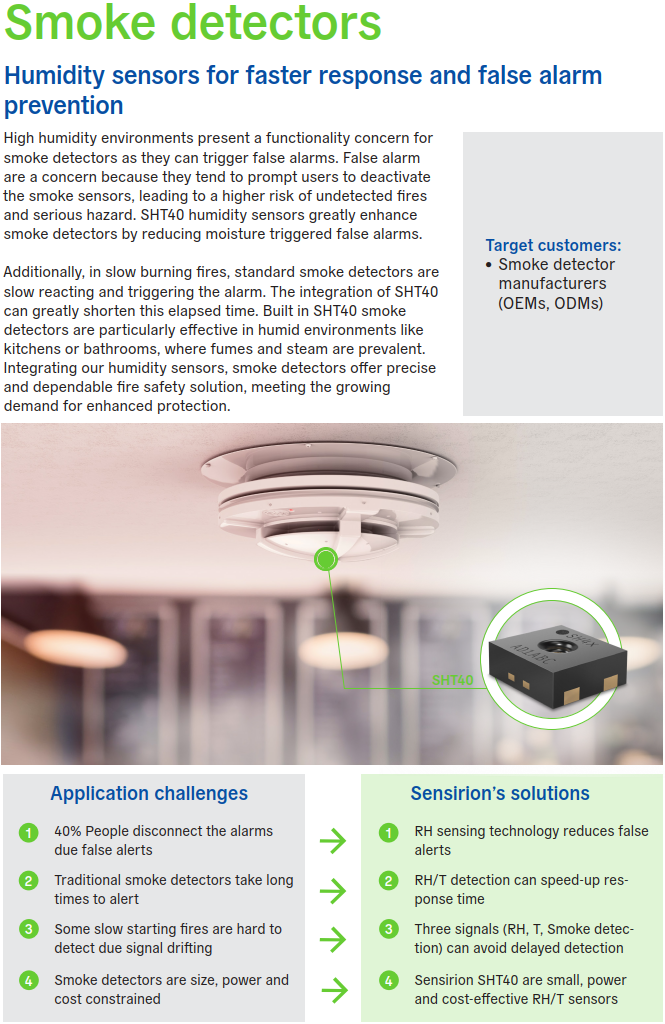 Smoke detectors
Humidity sensors for faster response and false alarm
prevention
High humidity environments present a functionality concern for
smoke detectors as they can trigger false alarms. False alarm
are a concern because they tend to prompt users to deactivate
the smoke sensors, leading to a higher risk of undetected fires
and serious hazard. SHT40 humidity sensors greatly enhance
smoke detectors by reducing moisture triggered false alarms.
Additionally, in slow burning fires, standard smoke detectors are
slow reacting and triggering the alarm. The integration of SHT40
can greatly shorten this elapsed time. Built in SHT40 smoke
detectors are particularly effective in humid environments like
kitchens or bathrooms, where fumes and steam are prevalent.
Integrating our humidity sensors, smoke detectors offer precise
and dependable fire safety solution, meeting the growing
demand for enhanced protection.
Target customers:
• Smoke detector
manufacturers
(OEMs, ODMs)
SHT40
Application challenges
1 40% People disconnect the alarms
due false alerts
2 Traditional smoke detectors take long
times to alert
3 Some slow starting fires are hard to
detect due signal drifting
4 Smoke detectors are size, power and
cost constrained
Sensirion's solutions
1 RH sensing technology reduces false
alerts
2 RH/T detection can speed-up res-
ponse time
3 Three signals (RH, T, Smoke detec-
tion) can avoid delayed detection
4 Sensirion SHT40 are small, power
and cost-effective RH/T sensors